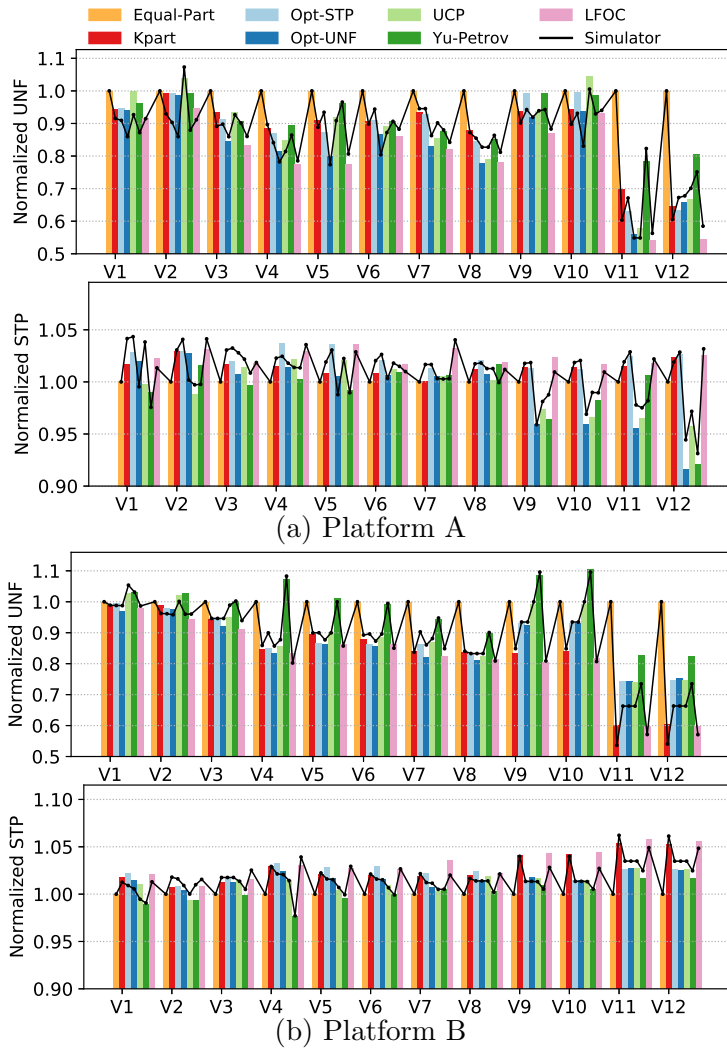 Equal-Part Opt-STP UCP LFOC
Kpart Opt-UNF Yu-Petrov Simulator
Normalized UNF
1.1
1.0
0.9
0.8
0.7
0.6
0.5
V1 V2 V3 V4 V5 V6 V7 V8 V9 V10 V11 V12
Normalized STP
1.05
1.00
0.95
0.90
V1 V2 V3 V4 V5 V6 V7 V8 V9 V10 V11 V12
(a) Platform A
Normalized UNF
1.1
1.0
0.9
0.8
0.7
0.6
0.5
V1 V2 V3 V4 V5 V6 V7 V8 V9 V10 V11 V12
Normalized STP
1.10
1.05
1.00
0.95
0.90
V1 V2 V3 V4 V5 V6 V7 V8 V9 V10 V11 V12
(b) Platform B